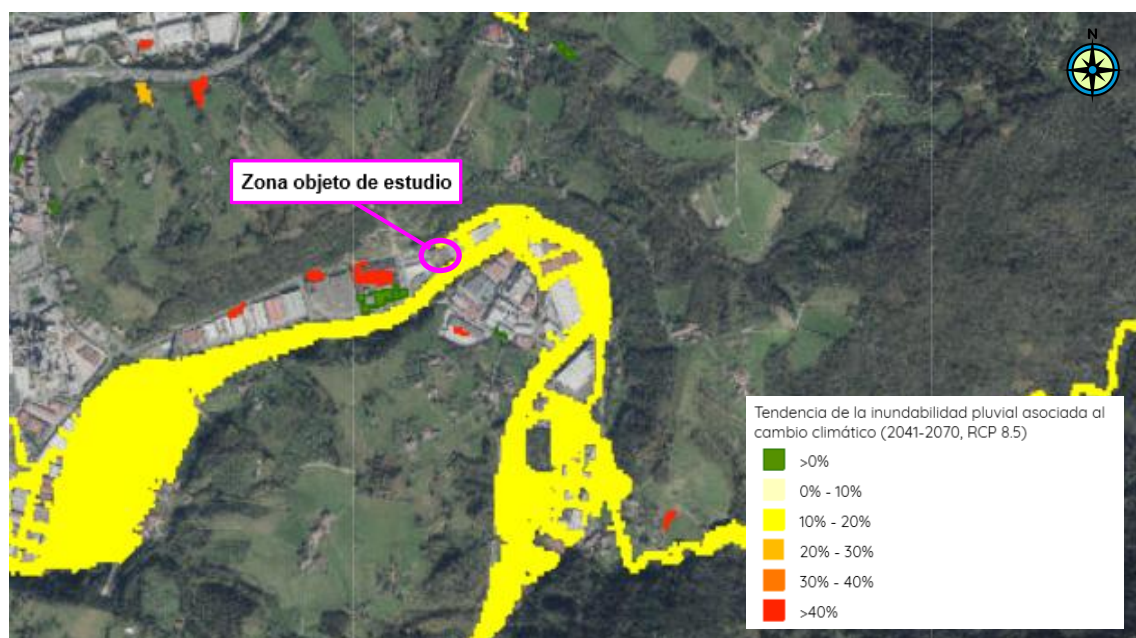 N
Zona objeto de estudio
Tendencia de la inundabilidad pluvial asociada al
cambio climático (2041-2070, RCP 8.5)
>0%
0% - 10%
10% - 20%
20% - 30%
30% - 40%
>40%